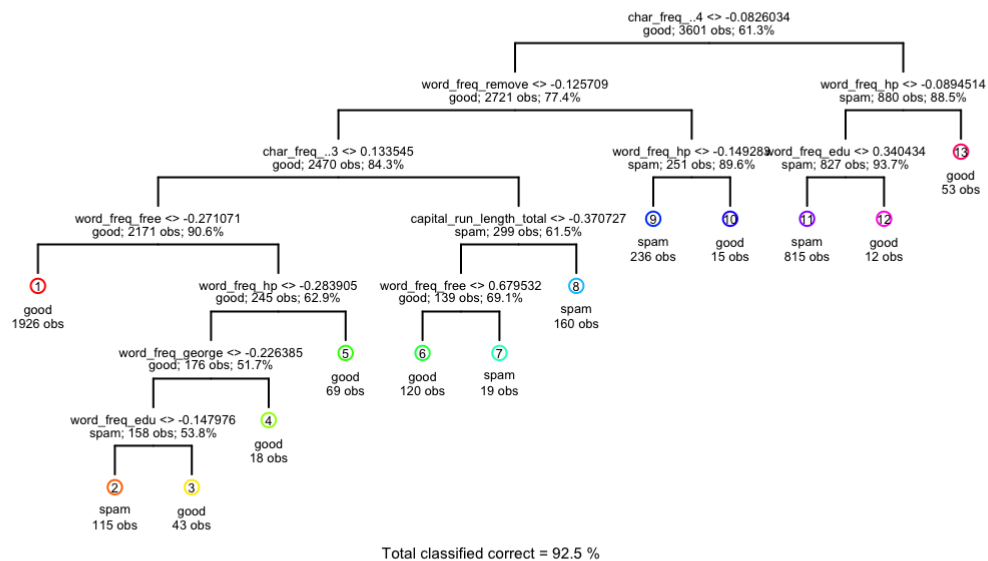 char_freq_..4 <> -0.0826034
good; 3601 obs; 61.3%
word_freq_remove <> -0.125709
good; 2721 obs; 77.4%
word_freq_hp <> -0.0894514
spam; 880 obs; 88.5%
char_freq_..3 <> 0.133545
good; 2470 obs; 84.3%
word_freq_hp <> -0.149283
spam; 251 obs; 89.6%
word_freq_edu <> 0.340434
spam; 827 obs; 93.7%
13
good
53 obs
word_freq_free <> -0.271071
good; 2171 obs; 90.6%
capital_run_length_total <> -0.370727
spam; 299 obs; 61.5%
9
spam
236 obs
10
good
15 obs
11
spam
815 obs
12
good
12 obs
1
good
1926 obs
word_freq_hp <> -0.283905
good; 245 obs; 62.9%
word_freq_free <> 0.679532
good; 139 obs; 69.1%
8
spam
160 obs
word_freq_george <> -0.226385
good; 176 obs; 51.7%
5
good
69 obs
6
good
120 obs
7
spam
19 obs
word_freq_edu <> -0.147976
spam; 158 obs; 53.8%
4
good
18 obs
2
spam
115 obs
3
good
43 obs
Total classified correct = 92.5 %